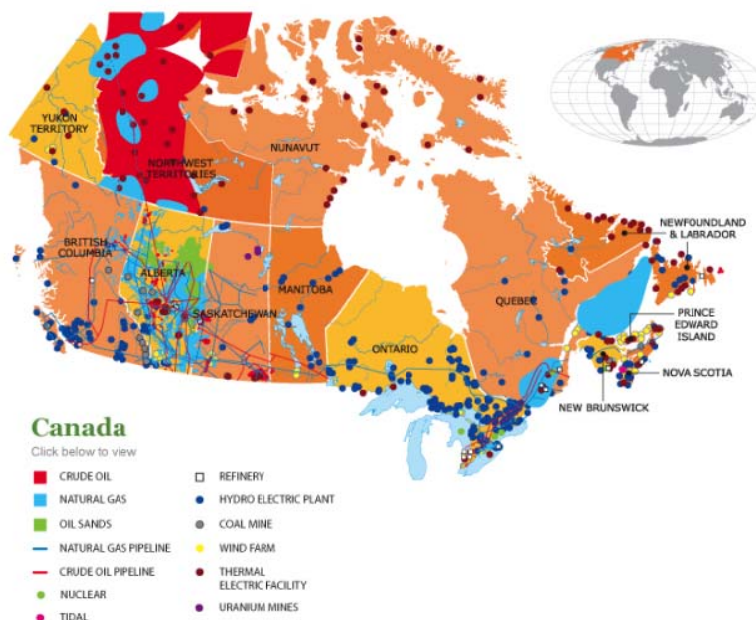 YUKON
TERRITORY
NUNAVUT
NORTHWEST
TERRITORIES
BRITISH
COLUMBIA
ALBERTA
SASKATCHEWAN
MANITOBA
ONTARIO
QUEBEC
NEWFOUNDLAND
& LABRADOR
PRINCE
EDWARD
ISLAND
NOVA SCOTIA
NEW BRUNSWICK
Canada
Click below to view
CRUDE OIL
NATURAL GAS
OIL SANDS
NATURAL GAS PIPELINE
CRUDE OIL PIPELINE
NUCLEAR
TIDAL
REFINERY
HYDRO ELECTRIC PLANT
COAL MINE
WIND FARM
THERMAL
ELECTRIC FACILITY
URANIUM MINES